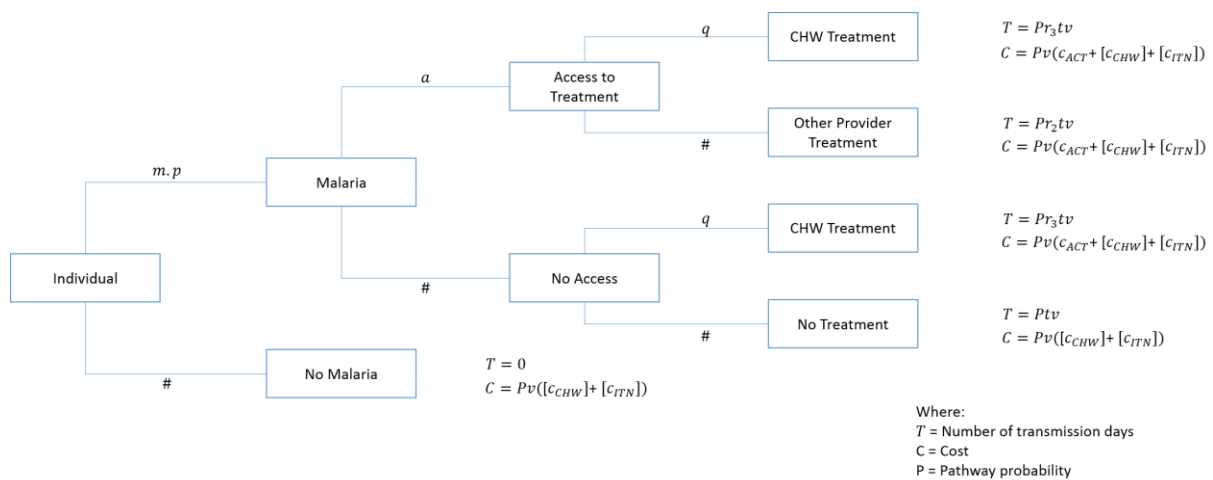 q
CHW Treatment
T = Pr₃tv
C = Pv(c_ACT + [c_CHW] + [c_ITN])
a
Access to
Treatment
#
Other Provider
Treatment
T = Pr₂tv
C = Pv(c_ACT + [c_CHW] + [c_ITN])
m.p
Malaria
q
CHW Treatment
T = Pr₃tv
C = Pv(c_ACT + [c_CHW] + [c_ITN])
Individual
#
No Access
#
No Treatment
T = Ptv
C = Pv([c_CHW] + [c_ITN])
#
No Malaria
T = 0
C = Pv([c_CHW] + [c_ITN])
Where:
T = Number of transmission days
C = Cost
P = Pathway probability